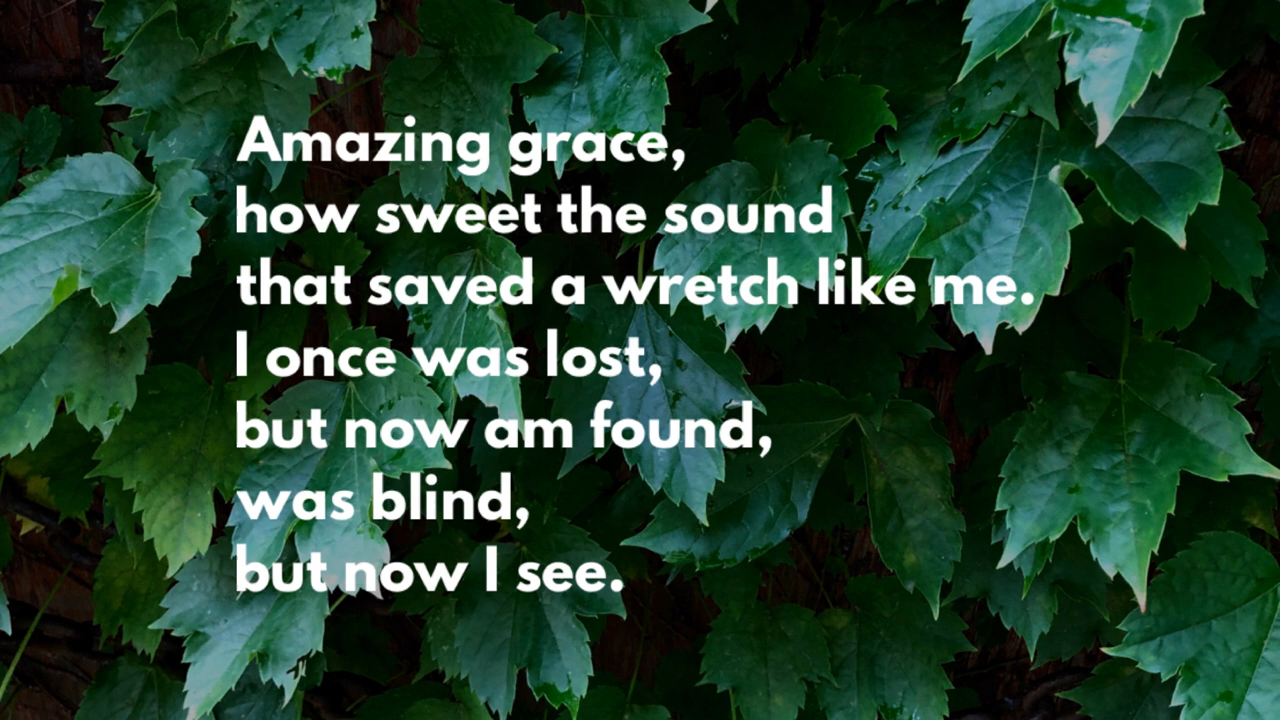 Amazing grace,
how sweet the sound
that saved a wretch like me.
I once was lost,
but now am found,
was blind,
but now I see.